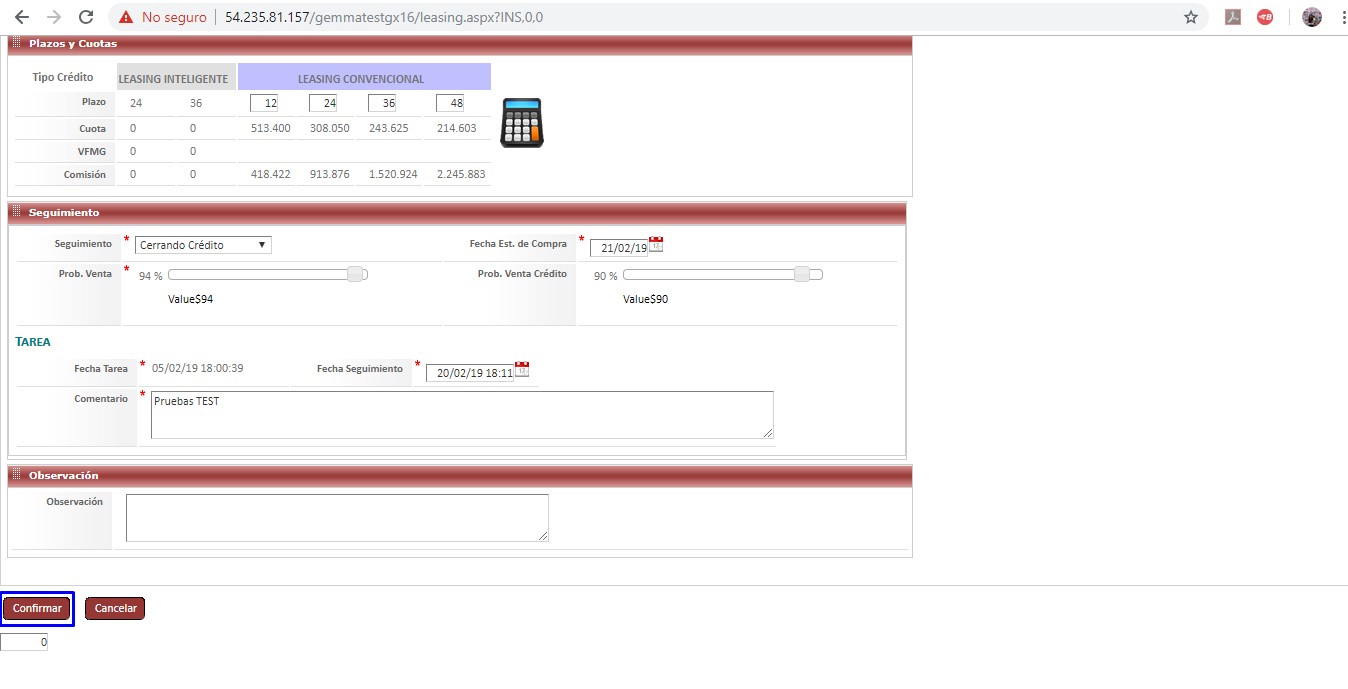 No seguro | 54.235.81.157/gemmatestgx16/leasing.aspx?INS,0,0
Plazos y Cuotas
Tipo Crédito LEASING INTELIGENTE LEASING CONVENCIONAL
Plazo 24 36 12 24 36 48
Cuota 0 0 513.400 308.050 243.625 214.603
VFMG 0 0
Comisión 0 0 418.422 913.876 1.520.924 2.245.883
Seguimiento
Seguimiento * Cerrando Crédito Fecha Est. de Compra * 21/02/19
Prob. Venta * 94 % Prob. Venta Crédito 90 %
Value$94 Value$90
TAREA
Fecha Tarea * 05/02/19 18:00:39 Fecha Seguimiento * 20/02/19 18:11
Comentario * Pruebas TEST
Observación
Observación
Confirmar Cancelar
0